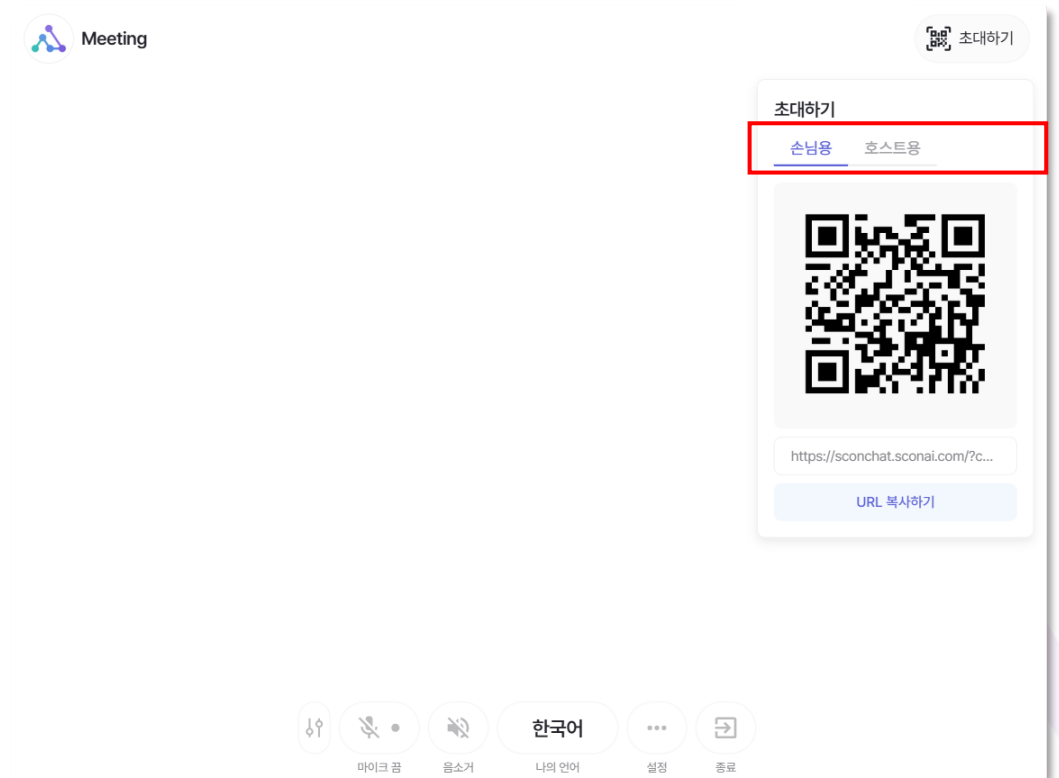 Meeting
초대하기
초대하기
손님용 호스트용
https://sconchat.sconai.com/?c...
URL 복사하기
한국어
마이크 끔 음소거 나의 언어 설정 종료